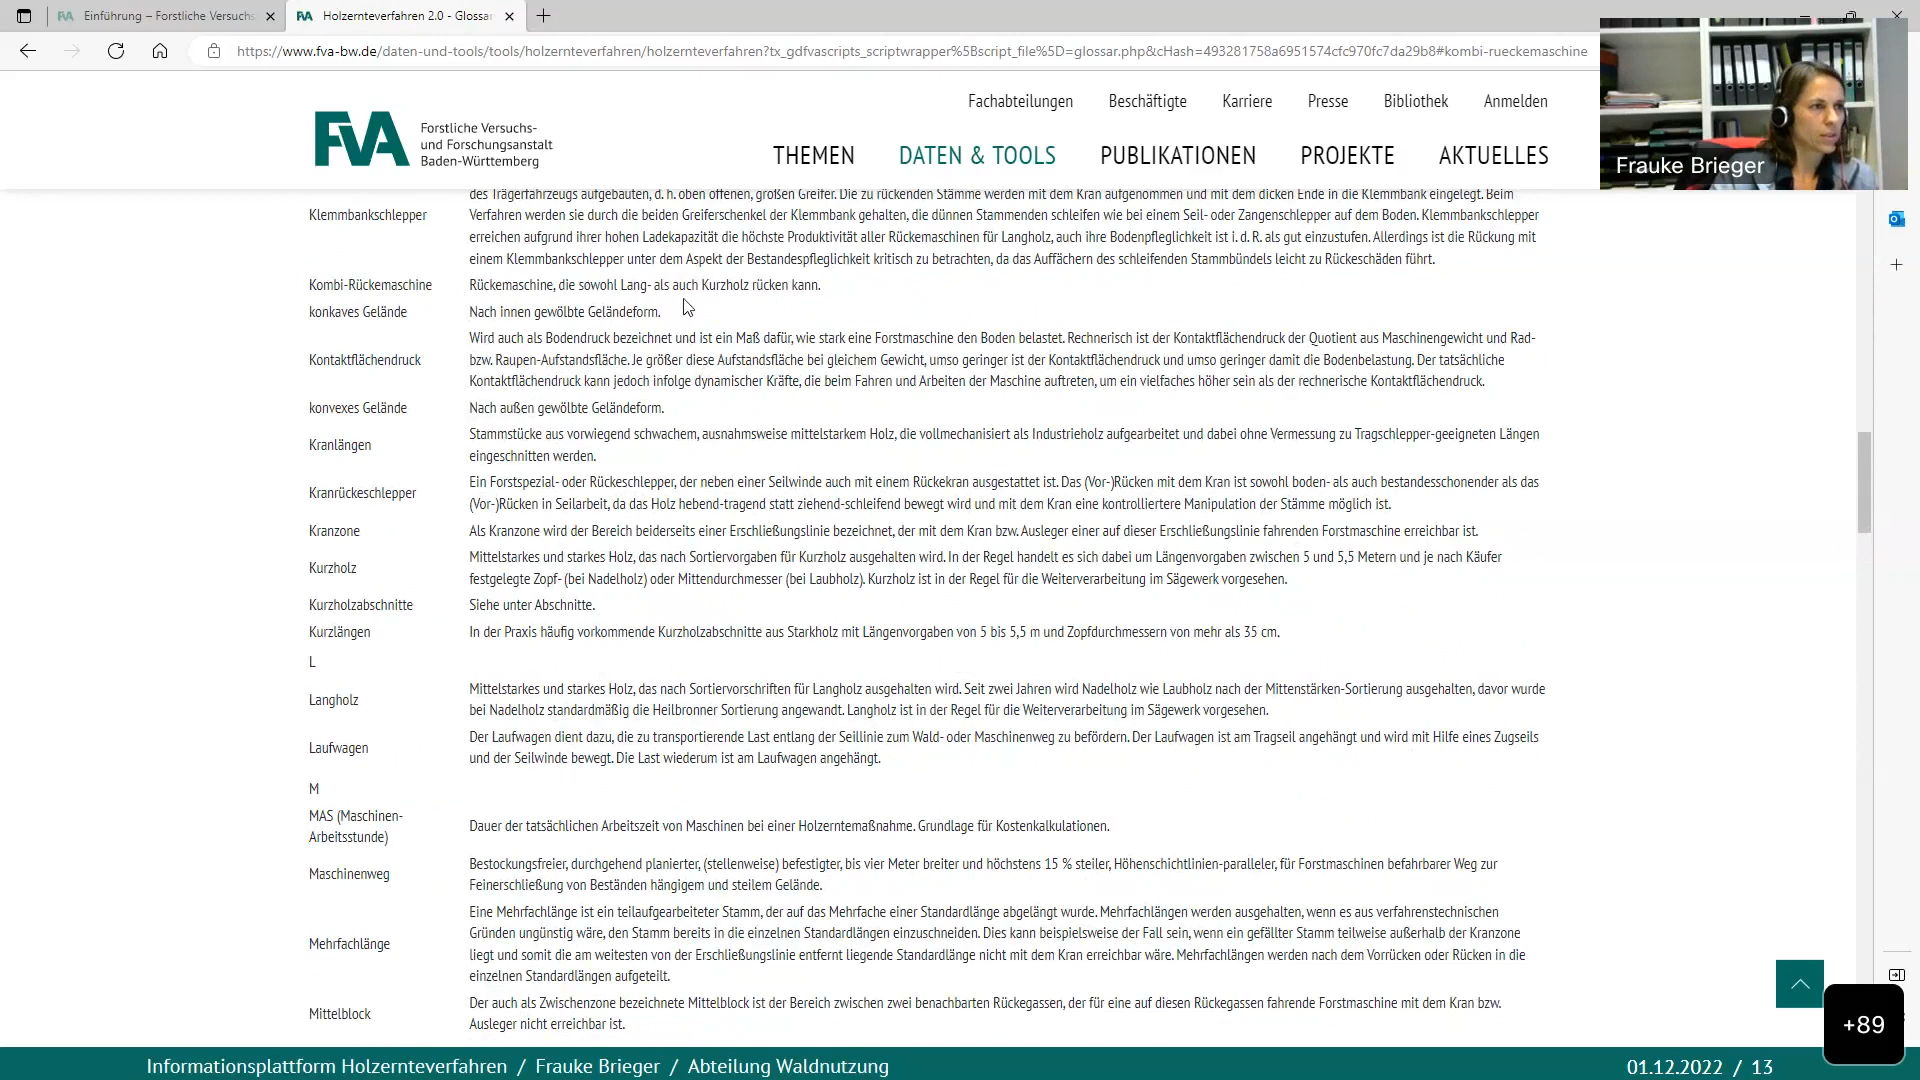 Einführung – Forstliche Versuchs
Holzernteverfahren 2.0 - Glossar
https://www.fva-bw.de/daten-und-tools/tools/holzernteverfahren/holzernteverfahren?tx_gdfvascripts_scriptwrapper%5Bscript_file%5D=glossar.php&cHash=493281758a6951574cfc970fc7da29b8#kombi-rueckemaschine
Fachabteilungen Beschäftigte Karriere Presse Bibliothek Anmelden
FVA
Forstliche Versuchs-
und Forschungsanstalt
Baden-Württemberg
THEMEN DATEN & TOOLS PUBLIKATIONEN PROJEKTE AKTUELLES
Frauke Brieger
des Trägerfahrzeugs aufgebauten, d. h. oben offenen, großen Greifer. Die zu rückenden Stämme werden mit dem Kran aufgenommen und mit dem dicken Ende in die Klemmbank eingelegt. Beim
Klemmbankschlepper
Verfahren werden sie durch die beiden Greiferschenkel der Klemmbank gehalten, die dünnen Stammenden schleifen wie bei einem Seil- oder Zangenschlepper auf dem Boden. Klemmbankschlepper
erreichen aufgrund ihrer hohen Ladekapazität die höchste Produktivität aller Rückemaschinen für Langholz, auch ihre Bodenpfleglichkeit ist i. d. R. als gut einzustufen. Allerdings ist die Rückung mit
einem Klemmbankschlepper unter dem Aspekt der Bestandespfleglichkeit kritisch zu betrachten, da das Auffächern des schleifenden Stammbündels leicht zu Rückeschäden führt.
Kombi-Rückemaschine
Rückemaschine, die sowohl Lang- als auch Kurzholz rücken kann.
konkaves Gelände
Nach innen gewölbte Geländeform.
Kontaktflächendruck
Wird auch als Bodendruck bezeichnet und ist ein Maß dafür, wie stark eine Forstmaschine den Boden belastet. Rechnerisch ist der Kontaktflächendruck der Quotient aus Maschinengewicht und Rad-
bzw. Raupen-Aufstandsfläche. Je größer diese Aufstandsfläche bei gleichem Gewicht, umso geringer ist der Kontaktflächendruck und umso geringer damit die Bodenbelastung. Der tatsächliche
Kontaktflächendruck kann jedoch infolge dynamischer Kräfte, die beim Fahren und Arbeiten der Maschine auftreten, um ein vielfaches höher sein als der rechnerische Kontaktflächendruck.
konvexes Gelände
Nach außen gewölbte Geländeform.
Kranlängen
Stammstücke aus vorwiegend schwachem, ausnahmsweise mittelstarkem Holz, die vollmechanisiert als Industrieholz aufgearbeitet und dabei ohne Vermessung zu Tragschlepper-geeigneten Längen
eingeschnitten werden.
Kranrückeschlepper
Ein Forstspezial- oder Rückeschlepper, der neben einer Seilwinde auch mit einem Rückekran ausgestattet ist. Das (Vor-)Rücken mit dem Kran ist sowohl boden- als auch bestandesschonender als das
(Vor-)Rücken in Seilarbeit, da das Holz hebend-tragend statt ziehend-schleifend bewegt wird und mit dem Kran eine kontrolliertere Manipulation der Stämme möglich ist.
Kranzone
Als Kranzone wird der Bereich beiderseits einer Erschließungslinie bezeichnet, der mit dem Kran bzw. Ausleger einer auf dieser Erschließungslinie fahrenden Forstmaschine erreichbar ist.
Kurzholz
Mittelstarkes und starkes Holz, das nach Sortiervorgaben für Kurzholz ausgehalten wird. In der Regel handelt es sich dabei um Längenvorgaben zwischen 5 und 5,5 Metern und je nach Käufer
festgelegte Zopf- (bei Nadelholz) oder Mittendurchmesser (bei Laubholz). Kurzholz ist in der Regel für die Weiterverarbeitung im Sägewerk vorgesehen.
Kurzholzabschnitte
Siehe unter Abschnitte.
Kurzlängen
In der Praxis häufig vorkommende Kurzholzabschnitte aus Starkholz mit Längenvorgaben von 5 bis 5,5 m und Zopfdurchmessern von mehr als 35 cm.
L
Langholz
Mittelstarkes und starkes Holz, das nach Sortiervorschriften für Langholz ausgehalten wird. Seit zwei Jahren wird Nadelholz wie Laubholz nach der Mittenstärken-Sortierung ausgehalten, davor wurde
bei Nadelholz standardmäßig die Heilbronner Sortierung angewandt. Langholz ist in der Regel für die Weiterverarbeitung im Sägewerk vorgesehen.
Laufwagen
Der Laufwagen dient dazu, die zu transportierende Last entlang der Seillinie zum Wald- oder Maschinenweg zu befördern. Der Laufwagen ist am Tragseil angehängt und wird mit Hilfe eines Zugseils
und der Seilwinde bewegt. Die Last wiederum ist am Laufwagen angehängt.
M
MAS (Maschinen-
Arbeitsstunde)
Dauer der tatsächlichen Arbeitszeit von Maschinen bei einer Holzerntemaßnahme. Grundlage für Kostenkalkulationen.
Maschinenweg
Bestockungsfreier, durchgehend planierter, (stellenweise) befestigter, bis vier Meter breiter und höchstens 15 % steiler, Höhenschichtlinien-paralleler, für Forstmaschinen befahrbarer Weg zur
Feinerschließung von Beständen hängigem und steilem Gelände.
Mehrfachlänge
Eine Mehrfachlänge ist ein teilaufgearbeiteter Stamm, der auf das Mehrfache einer Standardlänge abgelängt wurde. Mehrfachlängen werden ausgehalten, wenn es aus verfahrenstechnischen
Gründen ungünstig wäre, den Stamm bereits in die einzelnen Standardlängen einzuschneiden. Dies kann beispielsweise der Fall sein, wenn ein gefällter Stamm teilweise außerhalb der Kranzone
liegt und somit die am weitesten von der Erschließungslinie entfernt liegende Standardlänge nicht mit dem Kran erreichbar wäre. Mehrfachlängen werden nach dem Vorrücken oder Rücken in die
einzelnen Standardlängen aufgeteilt.
Mittelblock
Der auch als Zwischenzone bezeichnete Mittelblock ist der Bereich zwischen zwei benachbarten Rückegassen, der für eine auf diesen Rückegassen fahrende Forstmaschine mit dem Kran bzw.
Ausleger nicht erreichbar ist.
+89
Informationsplattform Holzernteverfahren / Frauke Brieger / Abteilung Waldnutzung
01.12.2022 / 13